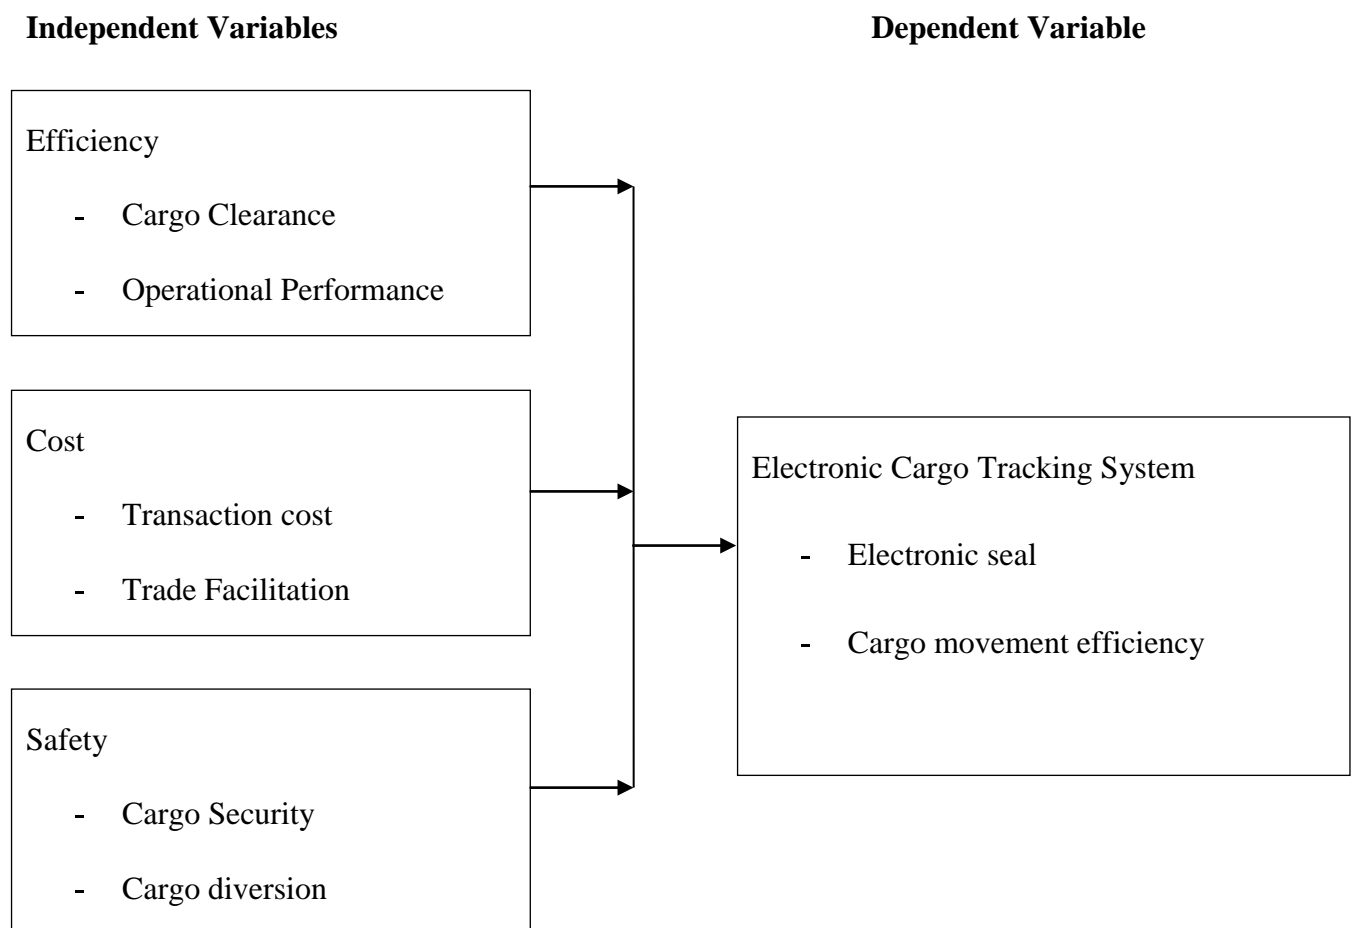 Independent Variables
Dependent Variable
Efficiency
- Cargo Clearance
- Operational Performance
Cost
- Transaction cost
- Trade Facilitation
Safety
- Cargo Security
- Cargo diversion
Electronic Cargo Tracking System
- Electronic seal
- Cargo movement efficiency